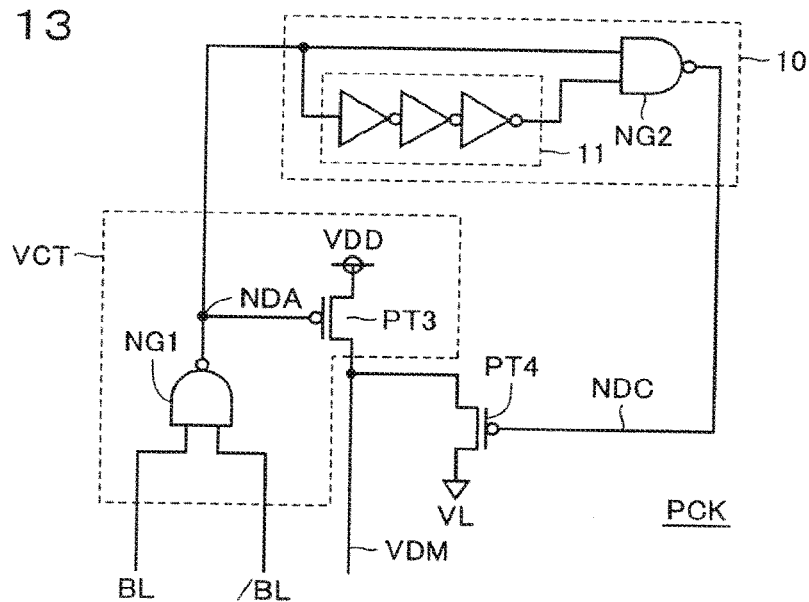 13
10
NG2
11
VCT
VDD
NDA
PT3
NG1
PT4
NDC
VL
PCK
VDM
BL
/BL